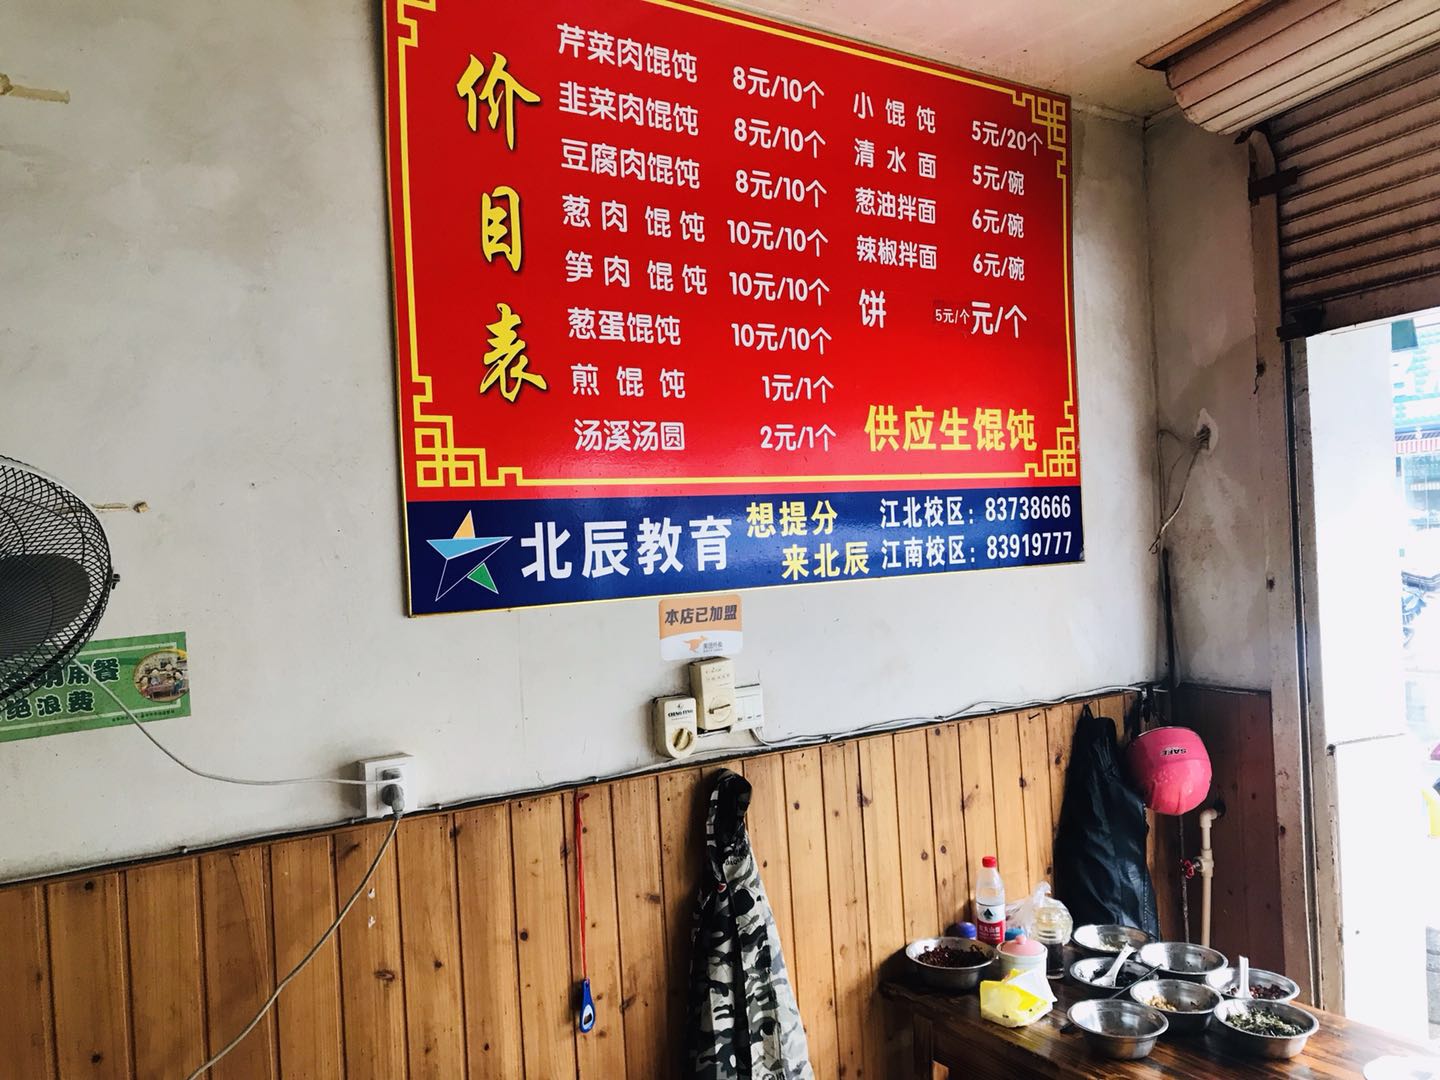 价目表
芹菜肉馄饨 8元/10个
韭菜肉馄饨 8元/10个
豆腐肉馄饨 8元/10个
葱肉馄饨 10元/10个
笋肉馄饨 10元/10个
葱蛋馄饨 10元/10个
煎馄饨 1元/1个
汤溪汤圆 2元/1个
小馄饨 5元/20个
清水面 5元/碗
葱油拌面 6元/碗
辣椒拌面 6元/碗
饼 5元/个元/个
供应生馄饨
北辰教育
想提分
来北辰
江北校区：83738666
江南校区：83919777
本店已加盟
用餐
绝浪费
SAFE